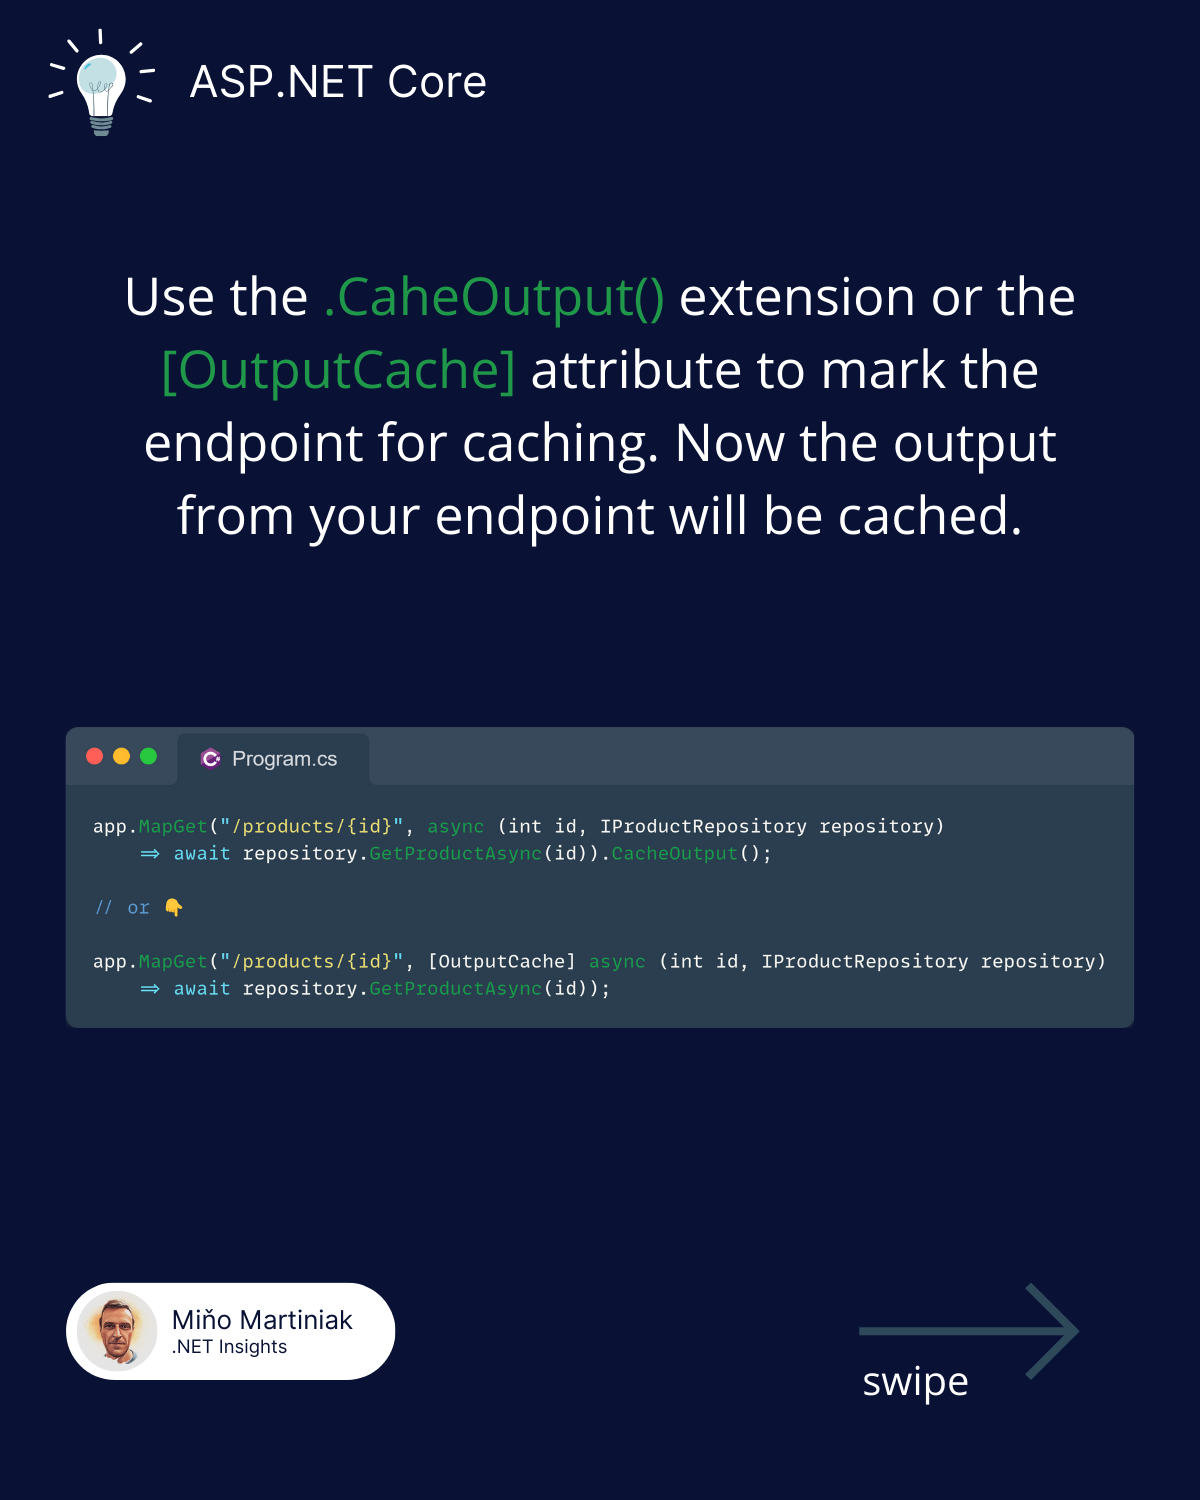 ASP.NET Core
Use the .CaheOutput() extension or the
[OutputCache] attribute to mark the
endpoint for caching. Now the output
from your endpoint will be cached.
Program.cs
app.MapGet("/products/{id}", async (int id, IProductRepository repository)
    => await repository.GetProductAsync(id)).CacheOutput();
// or 👇
app.MapGet("/products/{id}", [OutputCache] async (int id, IProductRepository repository)
    => await repository.GetProductAsync(id));
Miňo Martiniak
.NET Insights
swipe